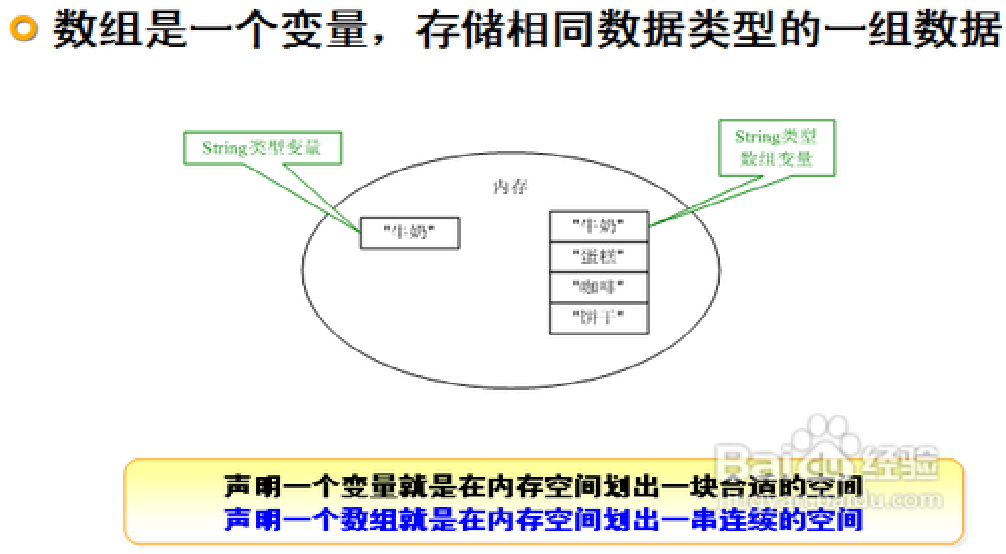 数组是一个变量，存储相同数据类型的一组数据
String类型变量
String类型
数组变量
内存
"牛奶"
"牛奶"
"蛋糕"
"咖啡"
"饼干"
声明一个变量就是在内存空间划出一块合适的空间
声明一个数组就是在内存空间划出一串连续的空间
Baidu经验
jingyan.baidu.com